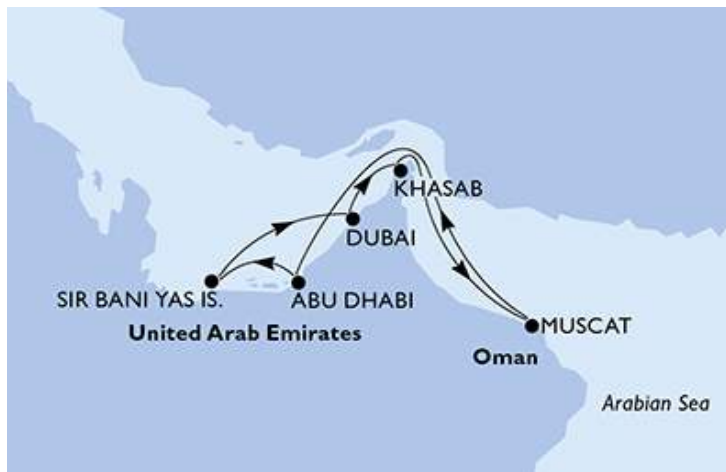 KHASAB
DUBAI
SIR BANI YAS IS.
ABU DHABI
United Arab Emirates
MUSCAT
Oman
Arabian Sea